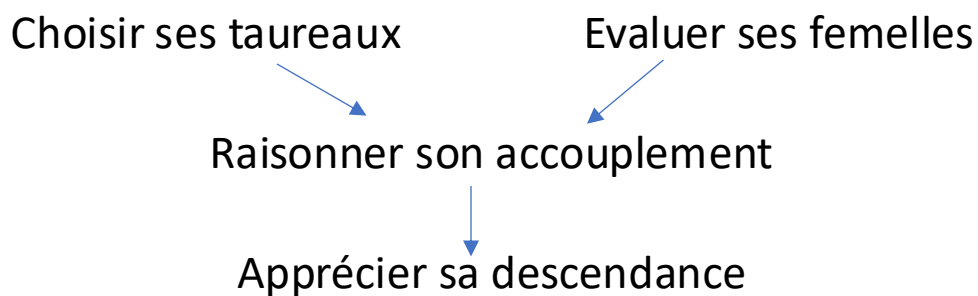 Choisir ses taureaux
Evaluer ses femelles
Raisonner son accouplement
Apprécier sa descendance